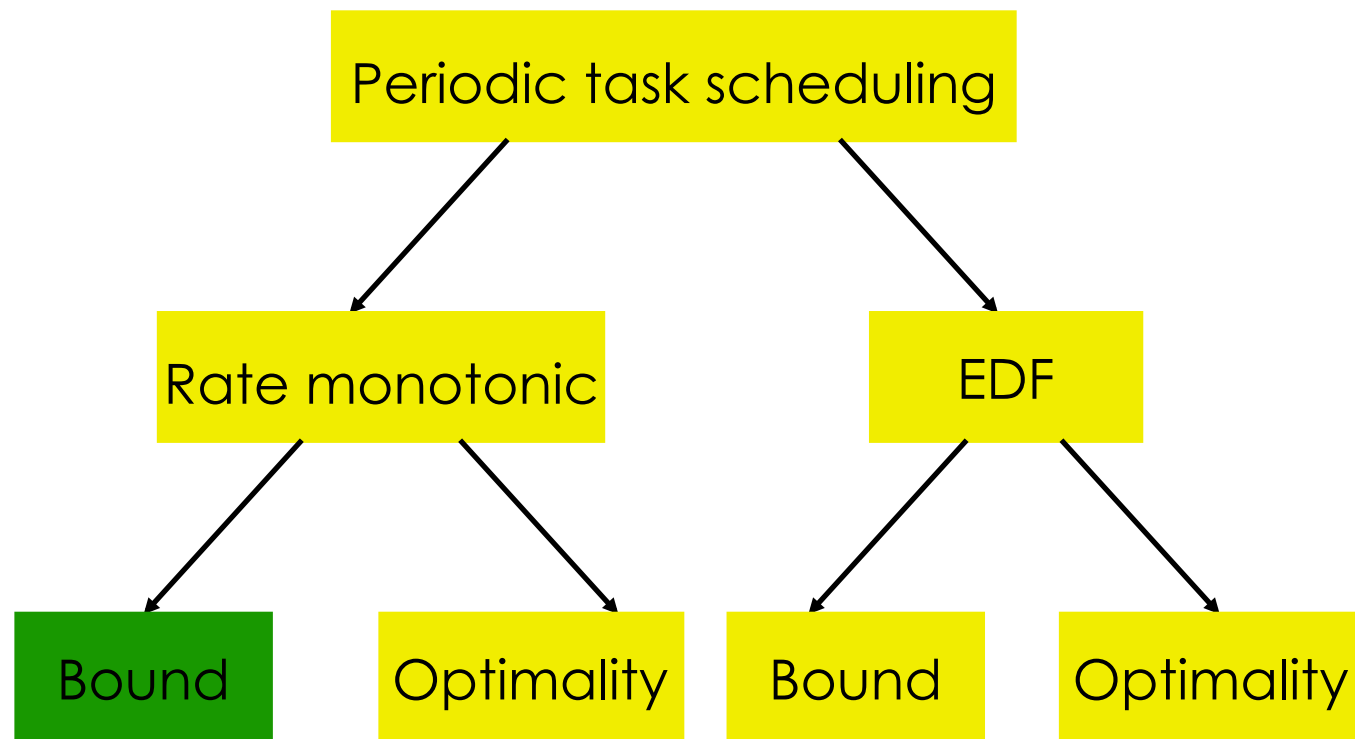 Periodic task scheduling
Rate monotonic
EDF
Bound
Optimality
Bound
Optimality